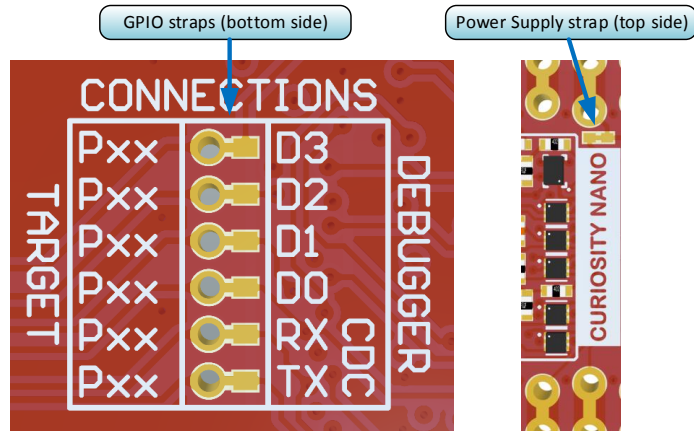 GPIO straps (bottom side)
Power Supply strap (top side)
CONNECTIONS
Pxx D3
Pxx D2
Pxx D1
Pxx D0
Pxx RX
Pxx TX
TARGET
DEBUGGER
CDC
CURIOSITY NANO